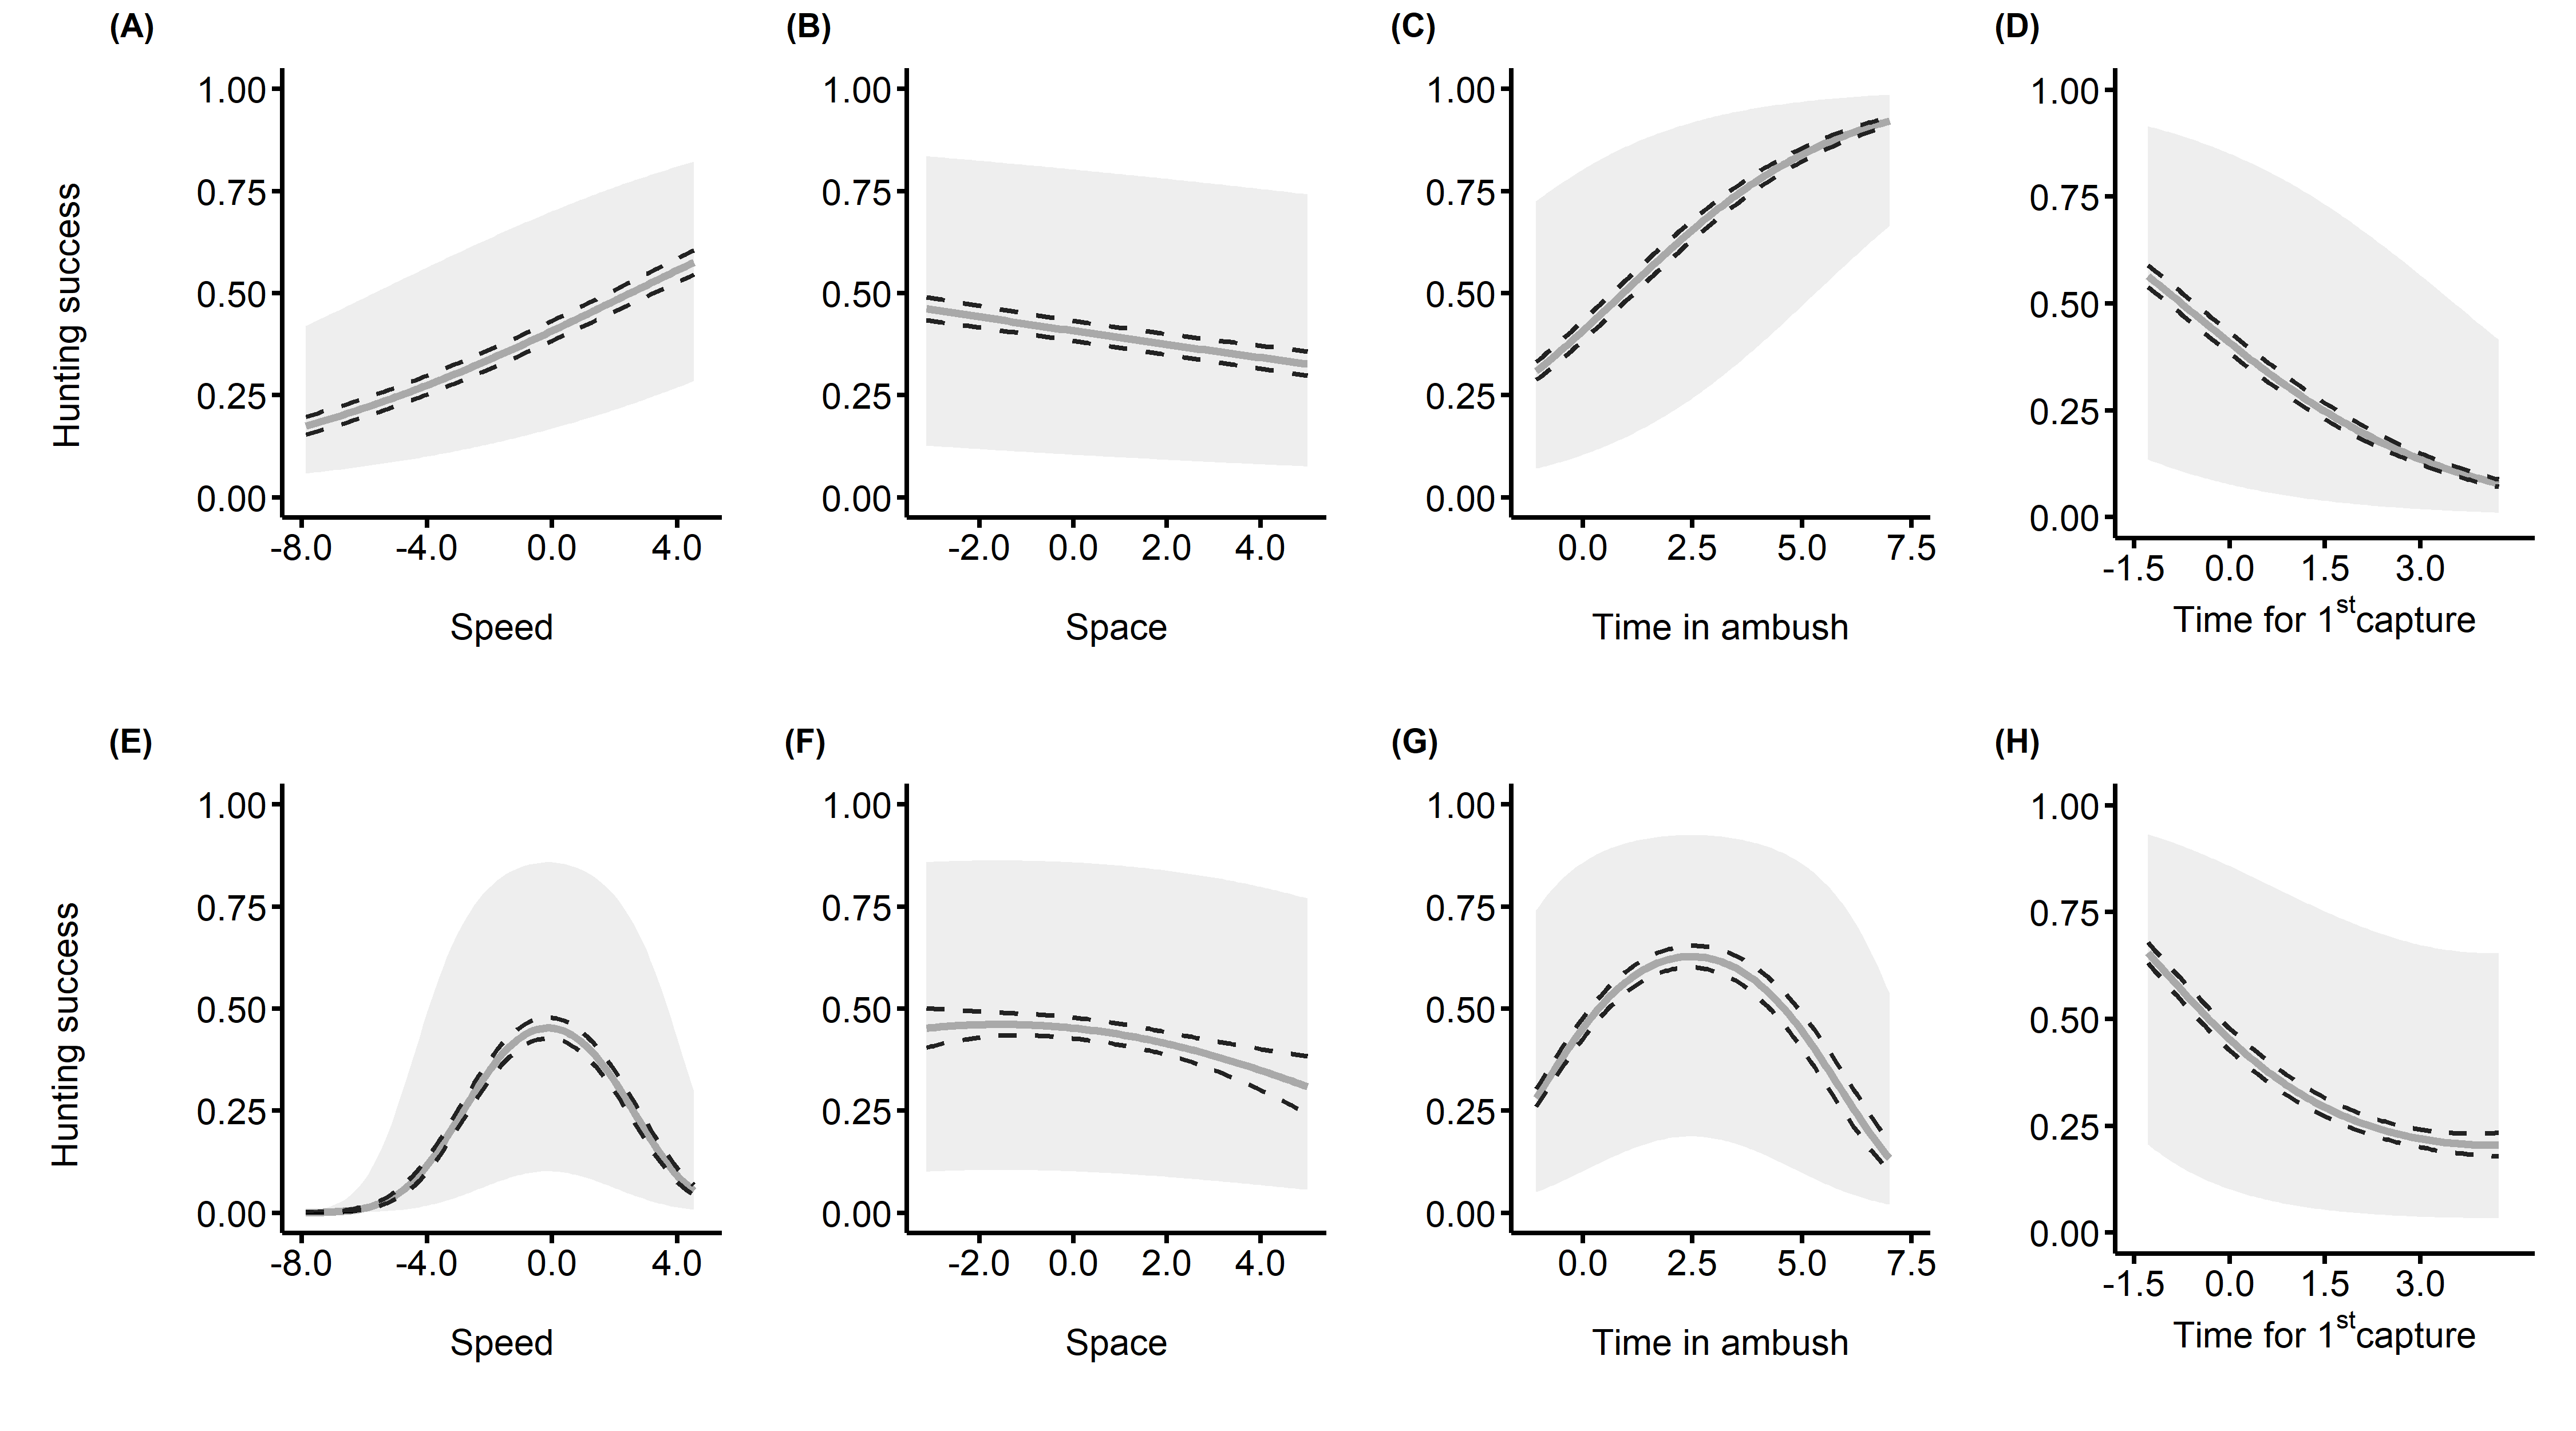 (A) (B) (C) (D)
Hunting success
1.00 1.00 1.00 1.00
0.75 0.75 0.75 0.75
0.50 0.50 0.50 0.50
0.25 0.25 0.25 0.25
0.00 0.00 0.00 0.00
-8.0 -4.0 0.0 4.0 -2.0 0.0 2.0 4.0 0.0 2.5 5.0 7.5 -1.5 0.0 1.5 3.0
Speed Space Time in ambush Time for 1st capture
(E) (F) (G) (H)
Hunting success
1.00 1.00 1.00 1.00
0.75 0.75 0.75 0.75
0.50 0.50 0.50 0.50
0.25 0.25 0.25 0.25
0.00 0.00 0.00 0.00
-8.0 -4.0 0.0 4.0 -2.0 0.0 2.0 4.0 0.0 2.5 5.0 7.5 -1.5 0.0 1.5 3.0
Speed Space Time in ambush Time for 1st capture